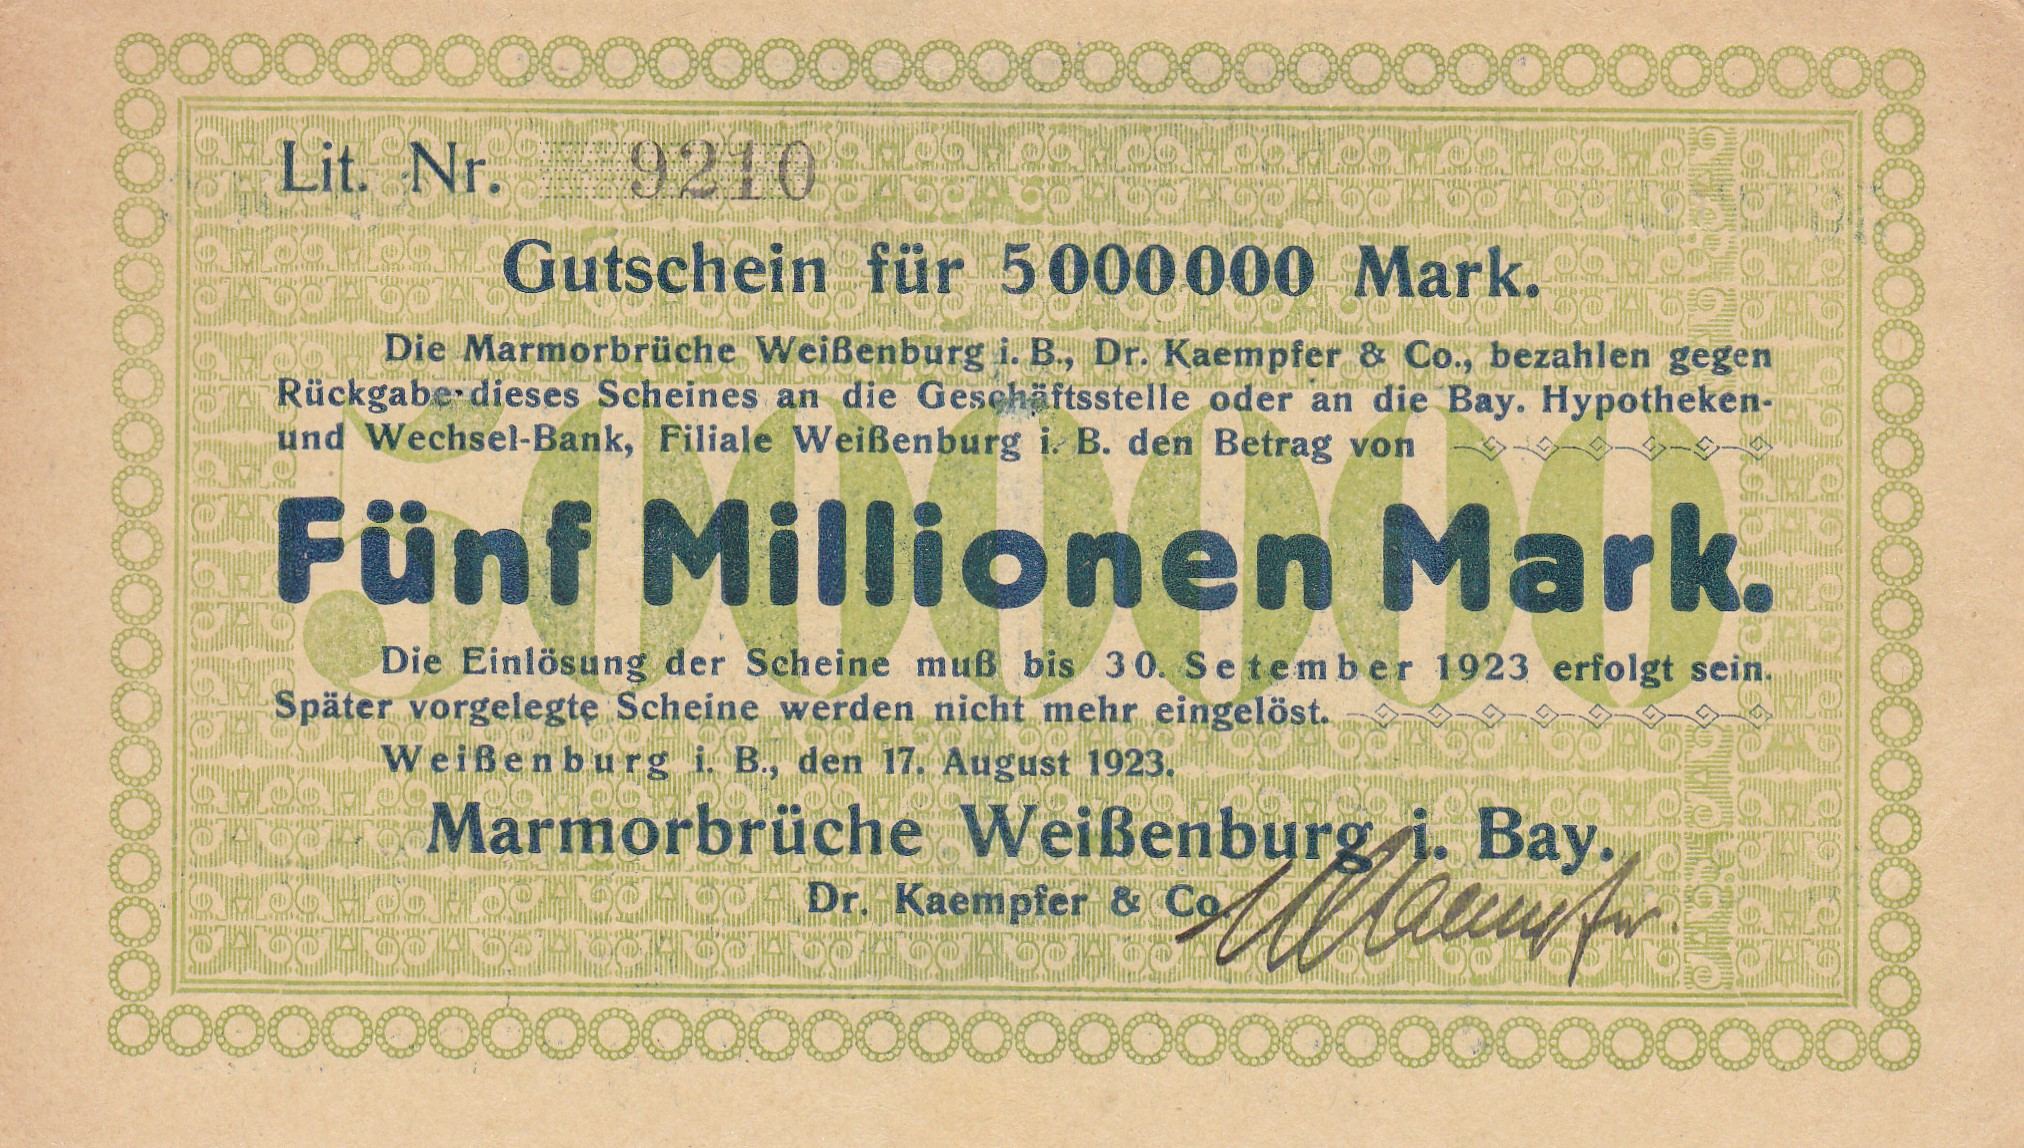 Lit. Nr. 9210
Gutschein für 5000000 Mark.
Die Marmorbrüche Weißenburg i. B., Dr. Kaempfer & Co., bezahlen gegen
Rückgabe dieses Scheines an die Geschäftsstelle oder an die Bay. Hypotheken-
und Wechsel-Bank, Filiale Weißenburg i. B. den Betrag von
5000000
Fünf Millionen Mark.
Die Einlösung der Scheine muß bis 30. Setember 1923 erfolgt sein.
Später vorgelegte Scheine werden nicht mehr eingelöst.
Weißenburg i. B., den 17. August 1923.
Marmorbrüche Weißenburg i. Bay.
Dr. Kaempfer & Co.
Kaempfer.